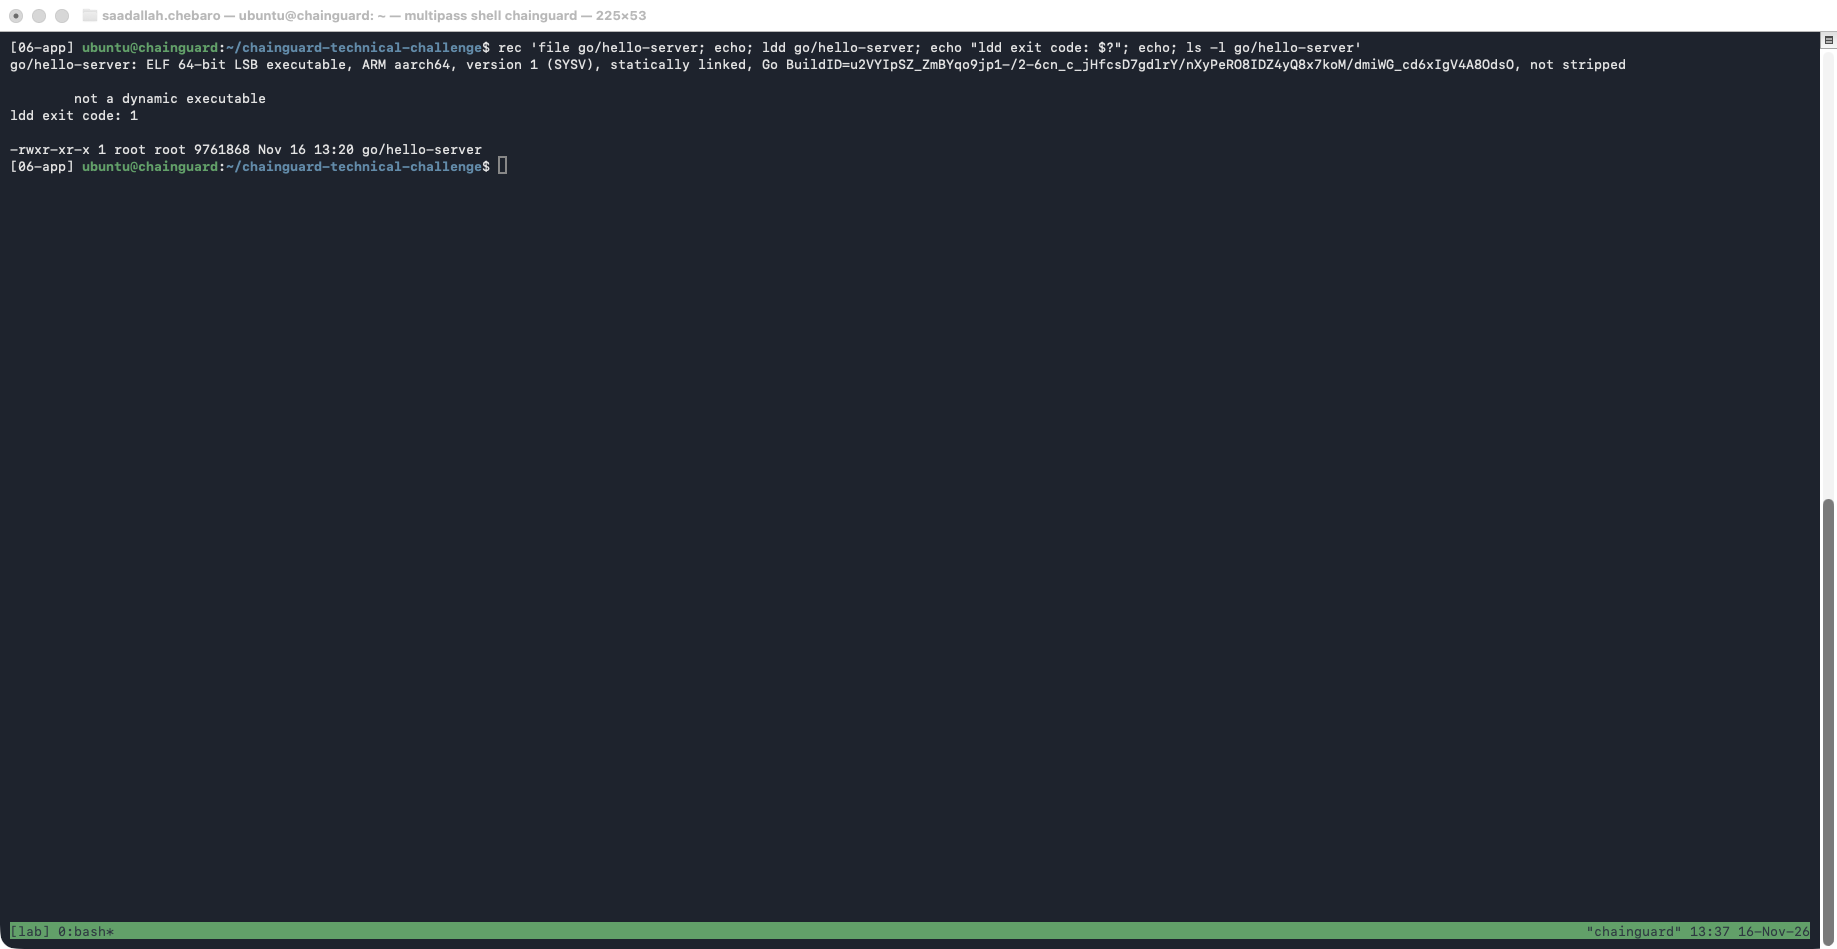 saadallah.chebaro — ubuntu@chainguard: ~ — multipass shell chainguard — 225×53
[06-app] ubuntu@chainguard:~/chainguard-technical-challenge$ rec 'file go/hello-server; echo; ldd go/hello-server; echo "ldd exit code: $?"; echo; ls -l go/hello-server'
go/hello-server: ELF 64-bit LSB executable, ARM aarch64, version 1 (SYSV), statically linked, Go BuildID=u2VYIpSZ_ZmBYqo9jp1-/2-6cn_c_jHfcsD7gdlrY/nXyPeRO8IDZ4yQ8x7koM/dmiWG_cd6xIgV4A8OdsO, not stripped
not a dynamic executable
ldd exit code: 1
-rwxr-xr-x 1 root root 9761868 Nov 16 13:20 go/hello-server
[06-app] ubuntu@chainguard:~/chainguard-technical-challenge$
[lab] 0:bash* "chainguard" 13:37 16-Nov-26